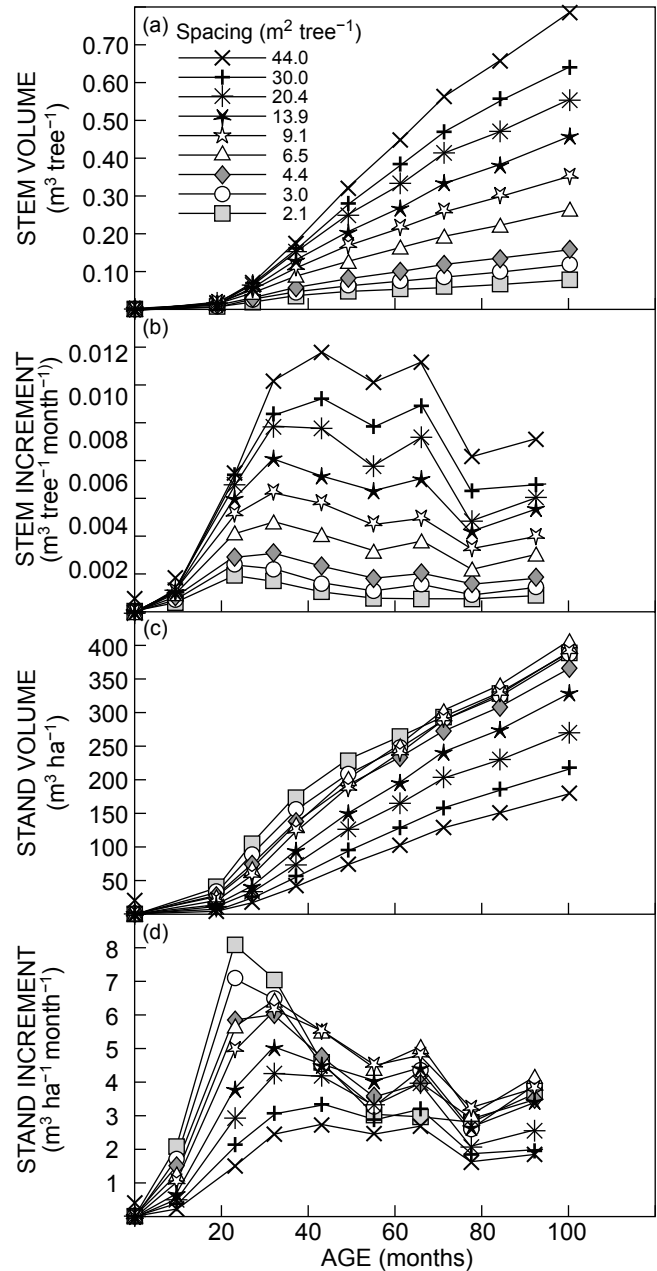 (a)
Spacing (m² tree⁻¹)
44.0
30.0
20.4
13.9
9.1
6.5
4.4
3.0
2.1
STEM VOLUME
(m³ tree⁻¹)
0.70
0.60
0.50
0.40
0.30
0.20
0.10
(b)
STEM INCREMENT
(m³ tree⁻¹ month⁻¹⁾
0.012
0.010
0.008
0.006
0.004
0.002
(c)
STAND VOLUME
(m³ ha⁻¹)
400
350
300
250
200
150
100
50
(d)
STAND INCREMENT
(m³ ha⁻¹ month⁻¹)
8
7
6
5
4
3
2
1
20 40 60 80 100
AGE (months)